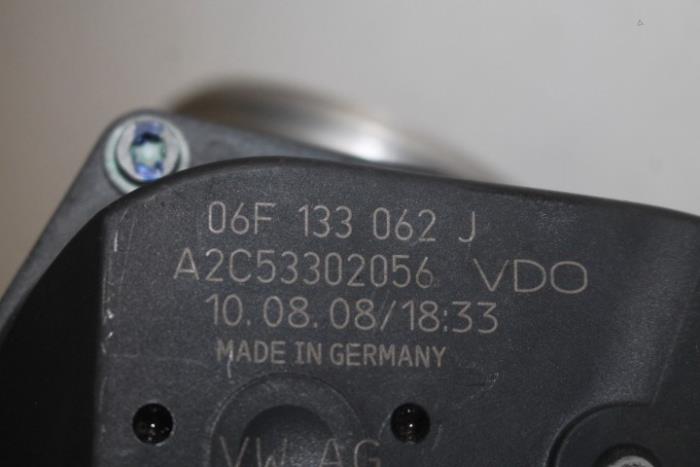 06F 133 062 J
A2C53302056 VDO
10.08.08/18:33
MADE IN GERMANY
VW AG